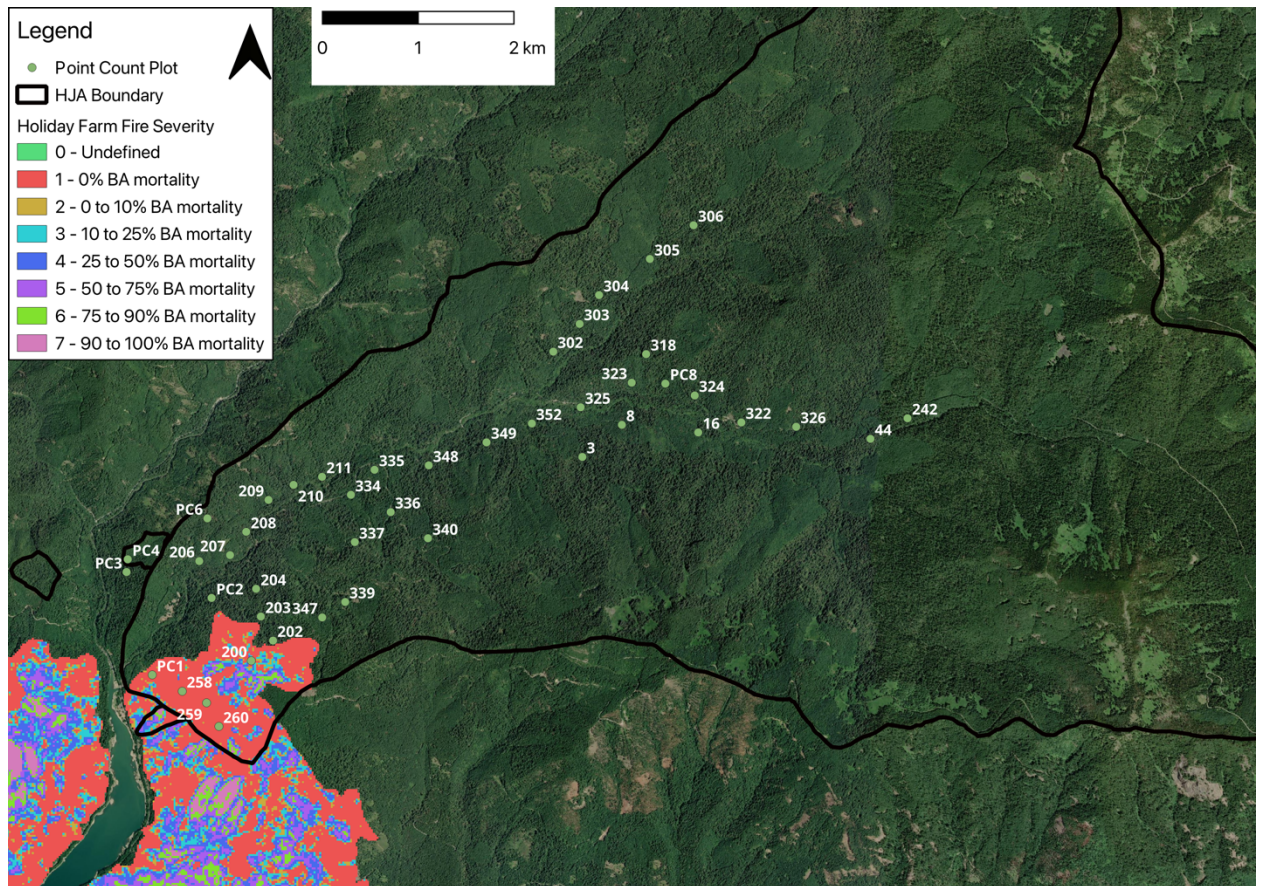 Legend
Point Count Plot
HJA Boundary
Holiday Farm Fire Severity
0 - Undefined
1 - 0% BA mortality
2 - 0 to 10% BA mortality
3 - 10 to 25% BA mortality
4 - 25 to 50% BA mortality
5 - 50 to 75% BA mortality
6 - 75 to 90% BA mortality
7 - 90 to 100% BA mortality
0 1 2 km
306
305
304
303
302
318
323
PC8
324
325
352
8
322
326
242
16
44
349
3
348
335
211
334
210
209
336
PC6
208
340
337
PC4
206
207
PC3
204
PC2
339
203
347
202
200
PC1
258
259
260